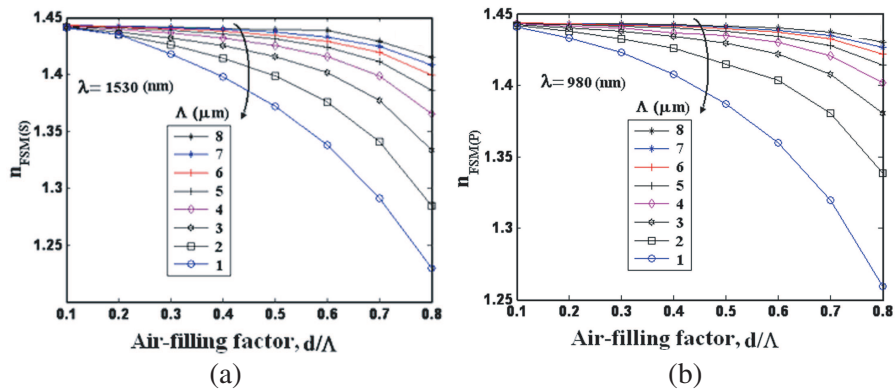 1.45
1.4
1.35
1.3
1.25
n_FSM(S)
λ= 1530 (nm)
Λ (μm)
8
7
6
5
4
3
2
1
0.1 0.2 0.3 0.4 0.5 0.6 0.7 0.8
Air-filling factor, d/Λ
(a)
1.45
1.4
1.35
1.3
1.25
n_FSM(P)
λ= 980 (nm)
Λ (μm)
8
7
6
5
4
3
2
1
0.1 0.2 0.3 0.4 0.5 0.6 0.7 0.8
Air-filling factor, d/Λ
(b)